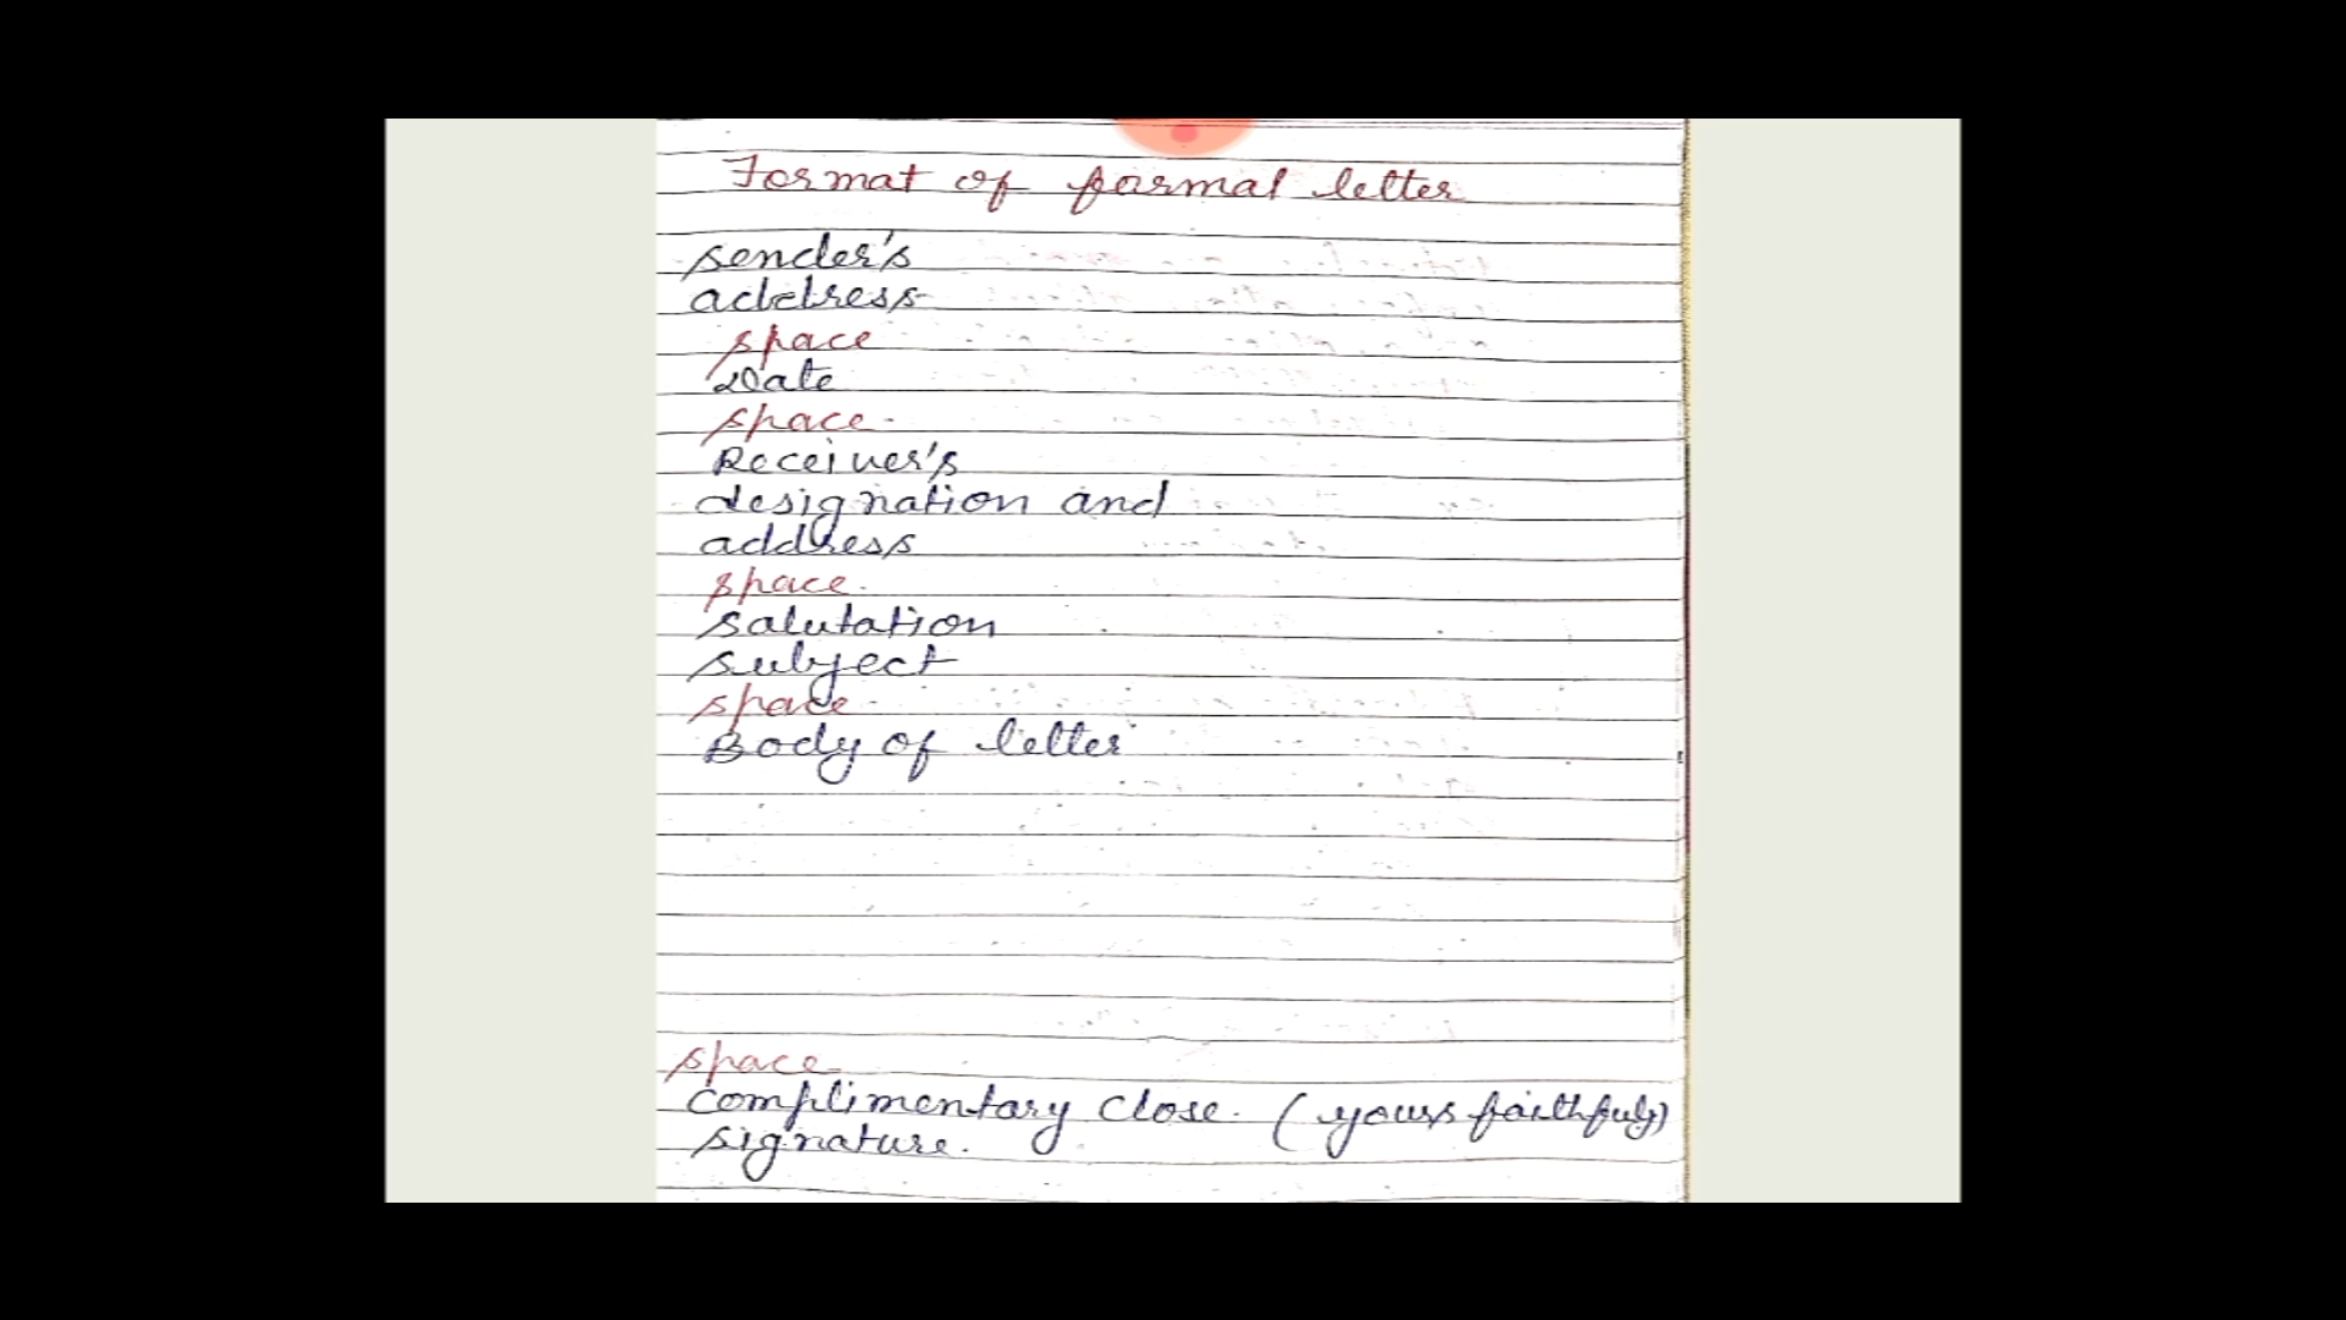 Format of formal letter
sender's
address
space
Date
space.
Receiver's
designation and
address
space.
salutation
subject
space.
Body of letter
space
complimentary close. (yours faithfuly)
signature.